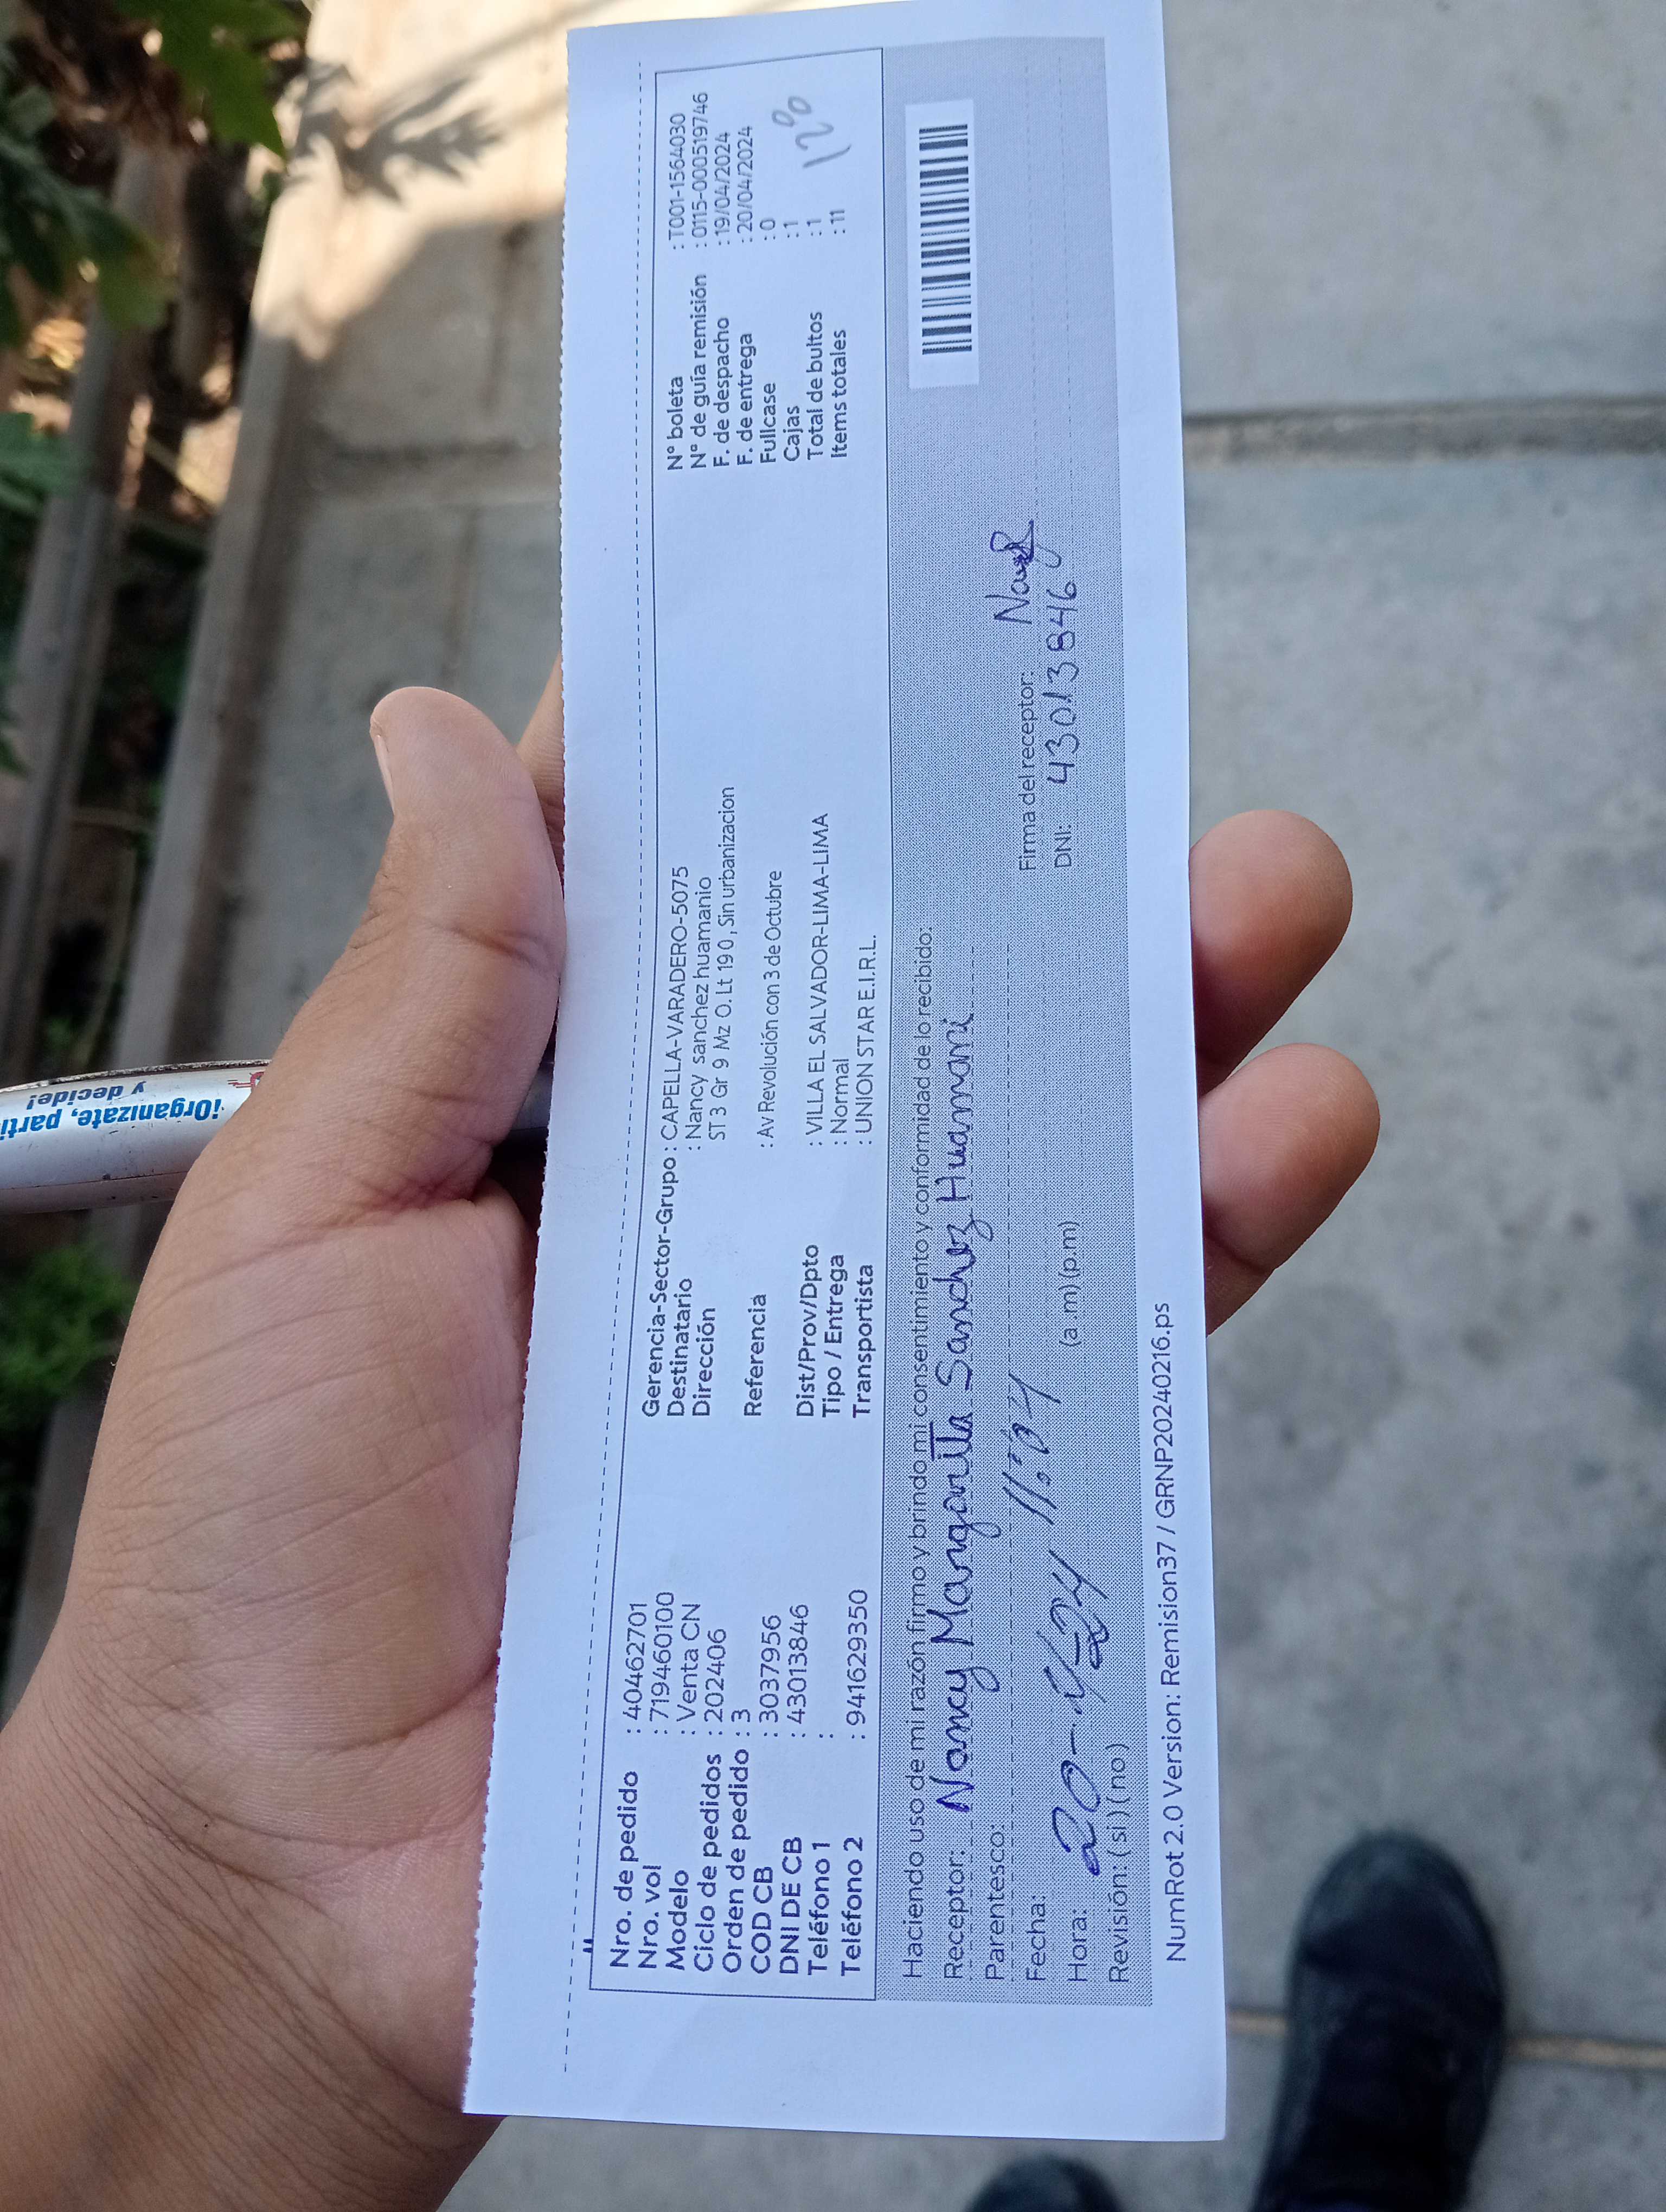 Nro. de pedido : 40462701
Nro. vol : 719460100
Modelo : Venta CN
Ciclo de pedidos : 202406
Orden de pedido : 3
COD CB : 3037956
DNI DE CB : 43013846
Teléfono 1 :
Teléfono 2 : 941629350
Gerencia-Sector-Grupo : CAPELLA-VARADERO-5075
Destinatario : Nancy sanchez huamanio
Dirección ST 3 Gr 9 Mz O. Lt 19 0, Sin urbanizacion
Referencia : Av Revolución con 3 de Octubre
Dist/Prov/Dpto : VILLA EL SALVADOR-LIMA-LIMA
Tipo / Entrega : Normal
Transportista : UNION STAR E.I.R.L.
N° boleta : T001-1564030
N° de guía remisión : 0115-000519746
F. de despacho : 19/04/2024
F. de entrega : 20/04/2024
Fullcase : 0
Cajas : 1
Total de bultos : 1
Items totales : 11
Haciendo uso de mi razón firmo y brindo mi consentimiento y conformidad de lo recibido:
Receptor: Nancy Margarita Sanchez Huamani
Parentesco:
Fecha: 20-4-24
Hora: 11:04 (a.m) (p.m)
Revisión: (si) (no)
Firma del receptor:
DNI: 43013846
NumRot 2.0 Version: Remision37 / GRNP20240216.ps
¡Organízate, parti
y decide!